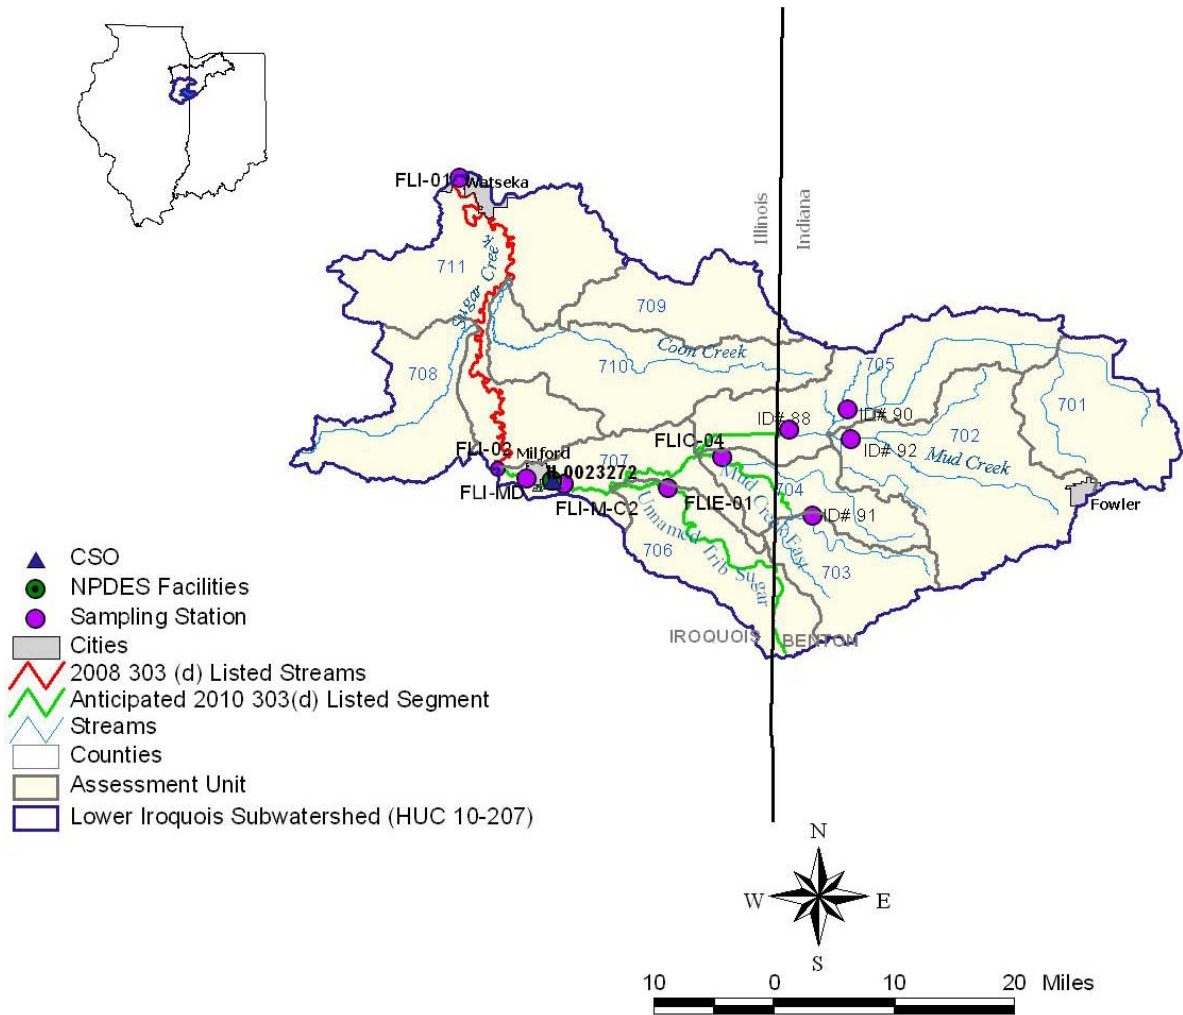 FLI-01
Watseka
Illinois
Indiana
711
Sugar Creek
709
Coon Creek
705
708
710
701
ID# 88
ID# 90
702
FLIC-04
ID# 92
FLI-02
Milford
707
Mud Creek
IL0023272
704
FLI-MD
FLIE-01
Fowler
FLI-M-C2
ID# 91
Mud Creek East
Unnamed Trib Sugar
706
703
IROQUOIS
BENTON
CSO
NPDES Facilities
Sampling Station
Cities
2008 303 (d) Listed Streams
Anticipated 2010 303(d) Listed Segment
Streams
Counties
Assessment Unit
Lower Iroquois Subwatershed (HUC 10-207)
N
W
E
S
10
0
10
20 Miles